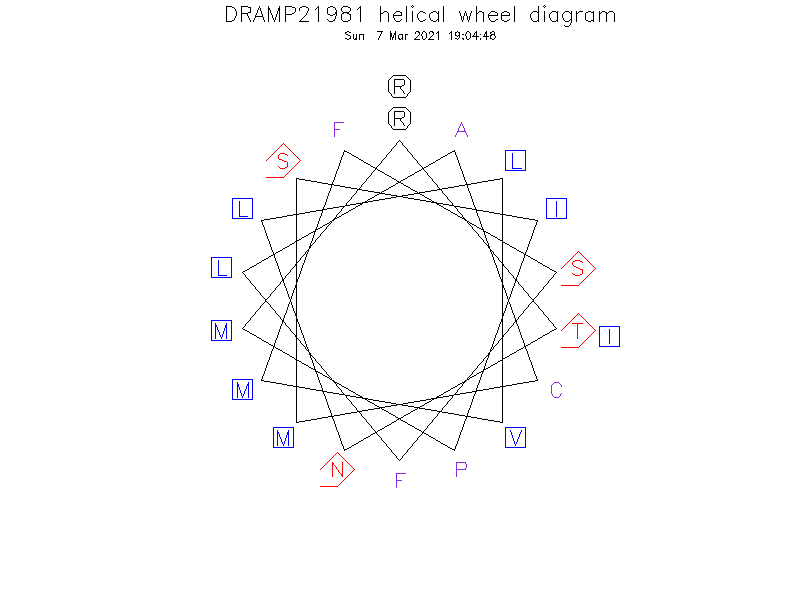 DRAMP21981 helical wheel diagram
Sun 7 Mar 2021 19:04:48
R
R
F A
S L
L I
L S
M T I
M C
M V
N P
F